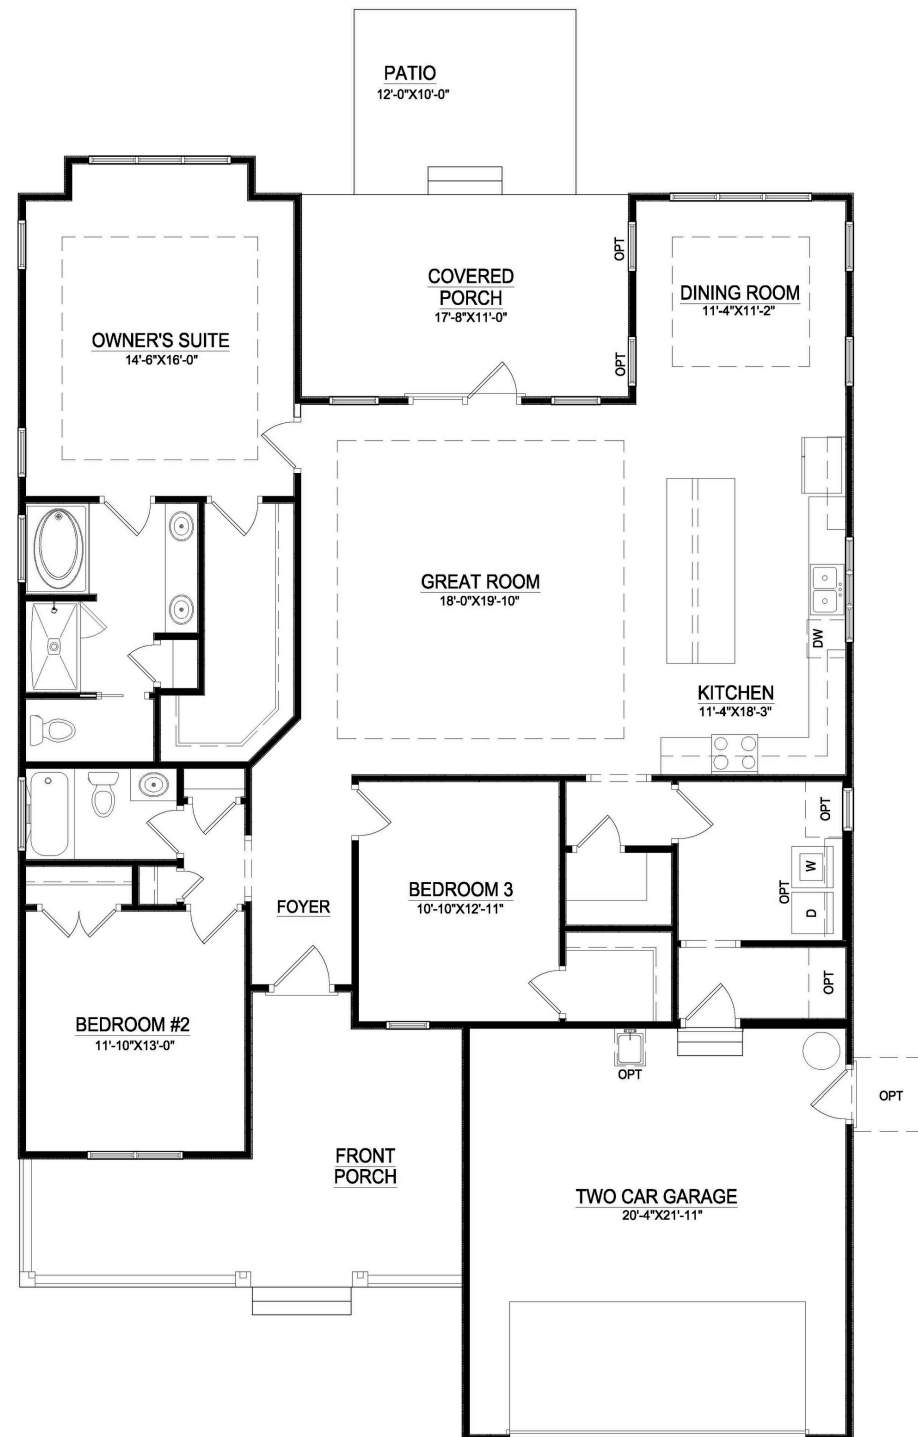 PATIO
12'-0"X10'-0"
COVERED
PORCH
17'-8"X11'-0"
OPT
OPT
DINING ROOM
11'-4"X11'-2"
OWNER'S SUITE
14'-6"X16'-0"
GREAT ROOM
18'-0"X19'-10"
DW
KITCHEN
11'-4"X18'-3"
OPT
W
OPT
D
BEDROOM 3
10'-10"X12'-11"
FOYER
OPT
BEDROOM #2
11'-10"X13'-0"
OPT
OPT
FRONT
PORCH
TWO CAR GARAGE
20'-4"X21'-11"